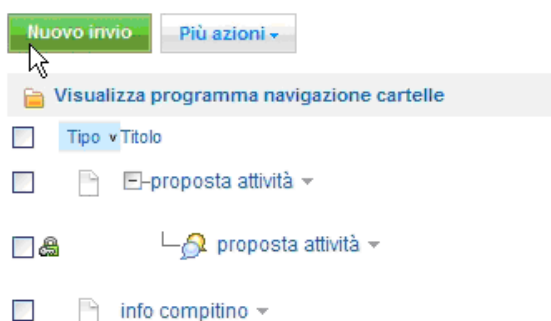 Nuovo invio Più azioni
Visualizza programma navigazione cartelle
Tipo Titolo
proposta attività
proposta attività
info compitino